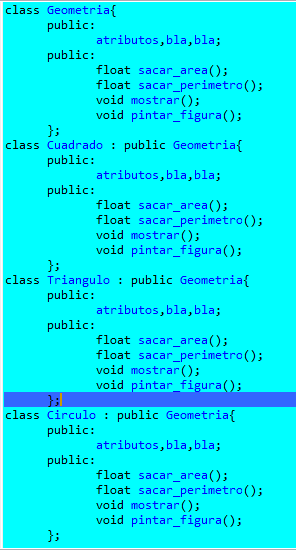 class Geometria{
public:
atributos,bla,bla;
public:
float sacar_area();
float sacar_perimetro();
void mostrar();
void pintar_figura();
};
class Cuadrado : public Geometria{
public:
atributos,bla,bla;
public:
float sacar_area();
float sacar_perimetro();
void mostrar();
void pintar_figura();
};
class Triangulo : public Geometria{
public:
atributos,bla,bla;
public:
float sacar_area();
float sacar_perimetro();
void mostrar();
void pintar_figura();
};
class Circulo : public Geometria{
public:
atributos,bla,bla;
public:
float sacar_area();
float sacar_perimetro();
void mostrar();
void pintar_figura();
};